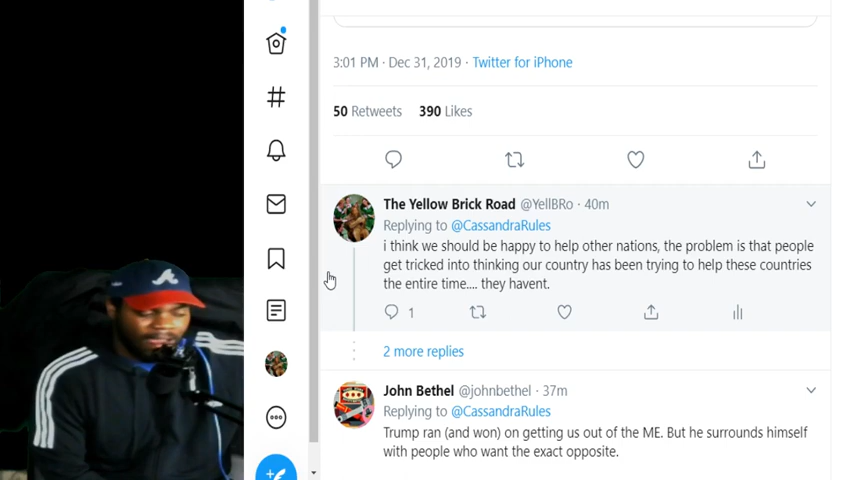 3:01 PM · Dec 31, 2019 · Twitter for iPhone
50 Retweets 390 Likes
The Yellow Brick Road @YellBRo · 40m
Replying to @CassandraRules
i think we should be happy to help other nations, the problem is that people
get tricked into thinking our country has been trying to help these countries
the entire time.... they havent.
1
2 more replies
John Bethel @johnbethel · 37m
Replying to @CassandraRules
Trump ran (and won) on getting us out of the ME. But he surrounds himself
with people who want the exact opposite.